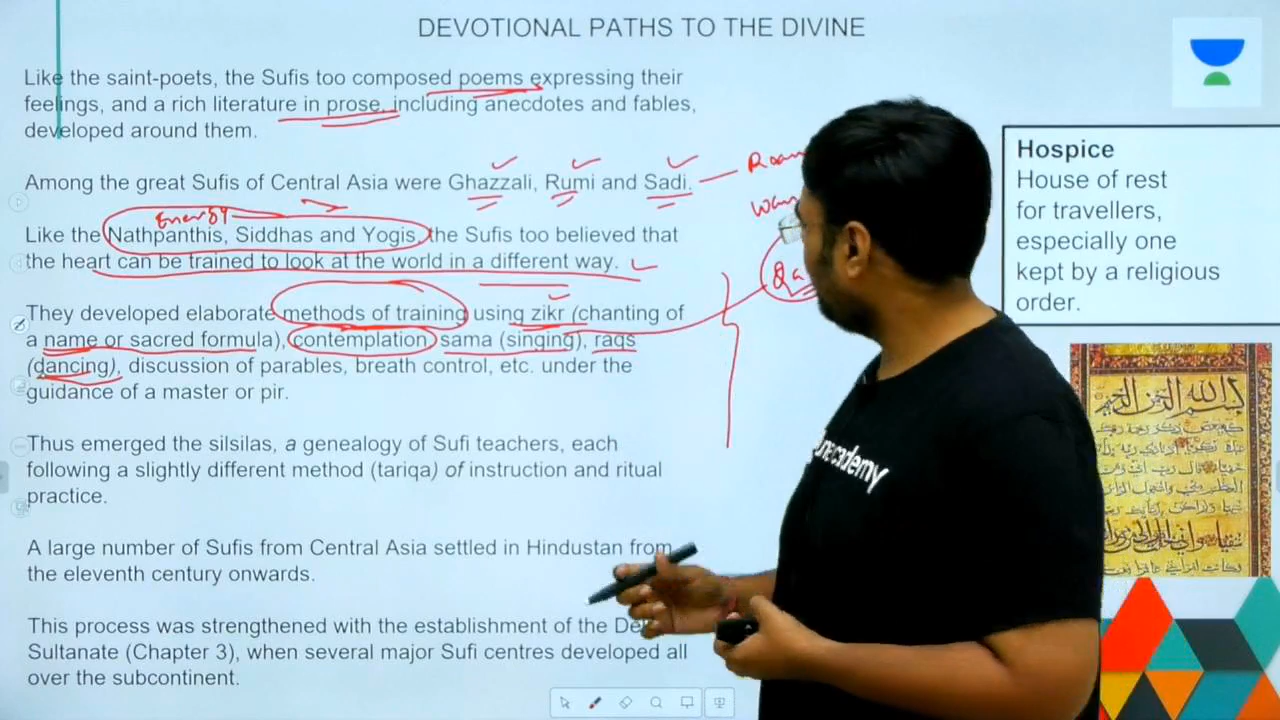 DEVOTIONAL PATHS TO THE DIVINE
Like the saint-poets, the Sufis too composed poems expressing their
feelings, and a rich literature in prose, including anecdotes and fables,
developed around them.
Among the great Sufis of Central Asia were Ghazzali, Rumi and Sadi.
Energy
Like the Nathpanthis, Siddhas and Yogis, the Sufis too believed that
the heart can be trained to look at the world in a different way.
They developed elaborate methods of training using zikr (chanting of
a name or sacred formula), contemplation, sama (singing), raqs
(dancing), discussion of parables, breath control, etc. under the
guidance of a master or pir.
Thus emerged the silsilas, a genealogy of Sufi teachers, each
following a slightly different method (tariqa) of instruction and ritual
practice.
A large number of Sufis from Central Asia settled in Hindustan from
the eleventh century onwards.
This process was strengthened with the establishment of the
Sultanate (Chapter 3), when several major Sufi centres developed all
over the subcontinent.
Hospice
House of rest
for travellers,
especially one
kept by a religious
order.
unacademy